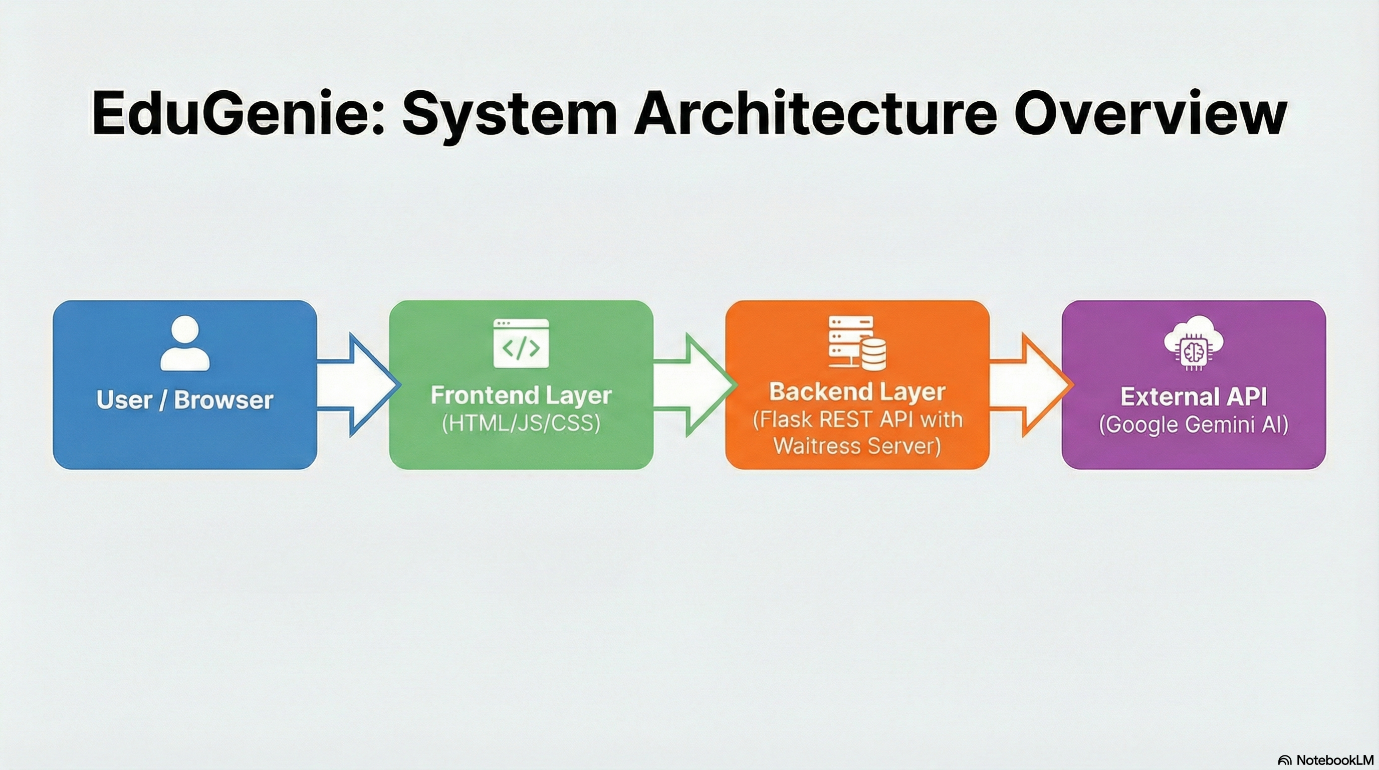 EduGenie: System Architecture Overview
User / Browser
Frontend Layer
(HTML/JS/CSS)
Backend Layer
(Flask REST API with
Waitress Server)
External API
(Google Gemini AI)
NotebookLM